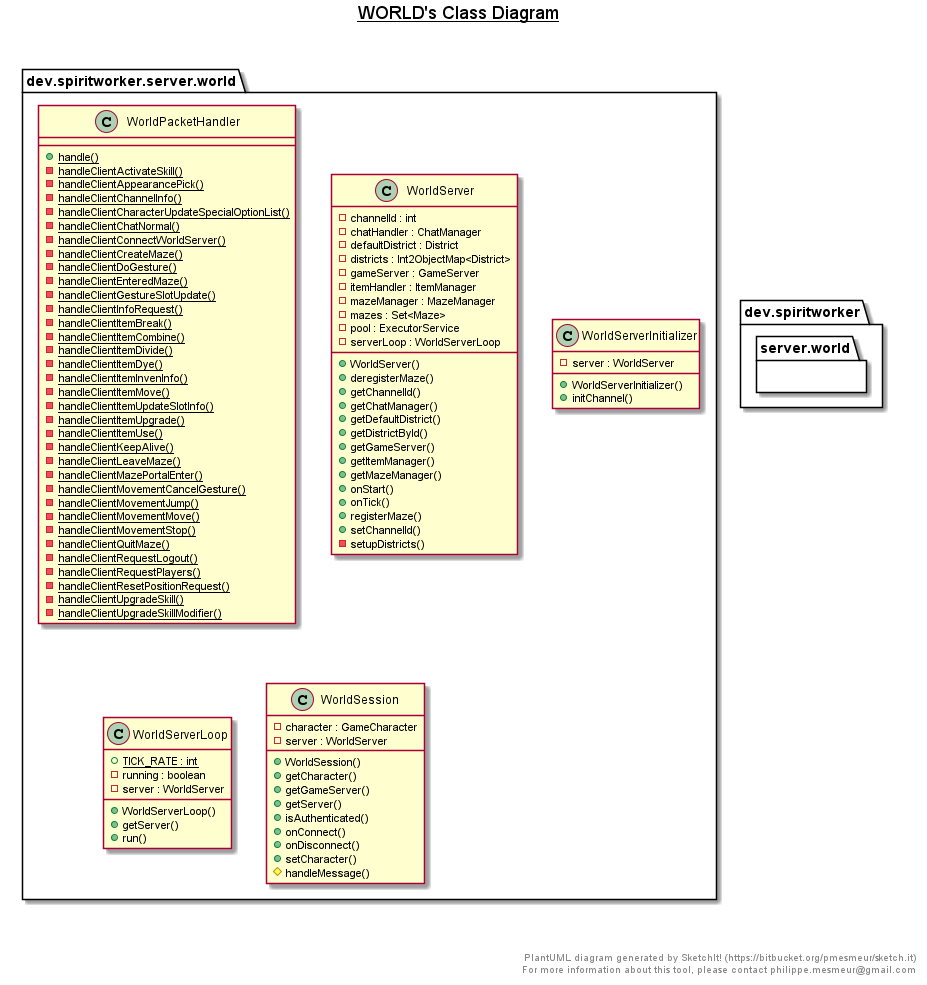 WORLD's Class Diagram
dev.spiritworker.server.world
C WorldPacketHandler
handle()
handleClientActivateSkill()
handleClientAppearancePick()
handleClientChannelInfo()
handleClientCharacterUpdateSpecialOptionList()
handleClientChatNormal()
handleClientConnectWorldServer()
handleClientCreateMaze()
handleClientDoGesture()
handleClientEnteredMaze()
handleClientGestureSlotUpdate()
handleClientInfoRequest()
handleClientItemBreak()
handleClientItemCombine()
handleClientItemDivide()
handleClientItemDye()
handleClientItemInvenInfo()
handleClientItemMove()
handleClientItemUpdateSlotInfo()
handleClientItemUpgrade()
handleClientItemUse()
handleClientKeepAlive()
handleClientLeaveMaze()
handleClientMazePortalEnter()
handleClientMovementCancelGesture()
handleClientMovementJump()
handleClientMovementMove()
handleClientMovementStop()
handleClientQuitMaze()
handleClientRequestLogout()
handleClientRequestPlayers()
handleClientResetPositionRequest()
handleClientUpgradeSkill()
handleClientUpgradeSkillModifier()
C WorldServer
channelId : int
chatHandler : ChatManager
defaultDistrict : District
districts : Int2ObjectMap<District>
gameServer : GameServer
itemHandler : ItemManager
mazeManager : MazeManager
mazes : Set<Maze>
pool : ExecutorService
serverLoop : WorldServerLoop
WorldServer()
deregisterMaze()
getChannelId()
getChatManager()
getDefaultDistrict()
getDistrictById()
getGameServer()
getItemManager()
getMazeManager()
onStart()
onTick()
registerMaze()
setChannelId()
setupDistricts()
C WorldServerInitializer
server : WorldServer
WorldServerInitializer()
initChannel()
dev.spiritworker
server.world
C WorldServerLoop
TICK_RATE : int
running : boolean
server : WorldServer
WorldServerLoop()
getServer()
run()
C WorldSession
character : GameCharacter
server : WorldServer
WorldSession()
getCharacter()
getGameServer()
getServer()
isAuthenticated()
onConnect()
onDisconnect()
setCharacter()
handleMessage()
PlantUML diagram generated by SketchIt! (https://bitbucket.org/pmesmeur/sketch.it)
For more information about this tool, please contact philippe.mesmeur@gmail.com